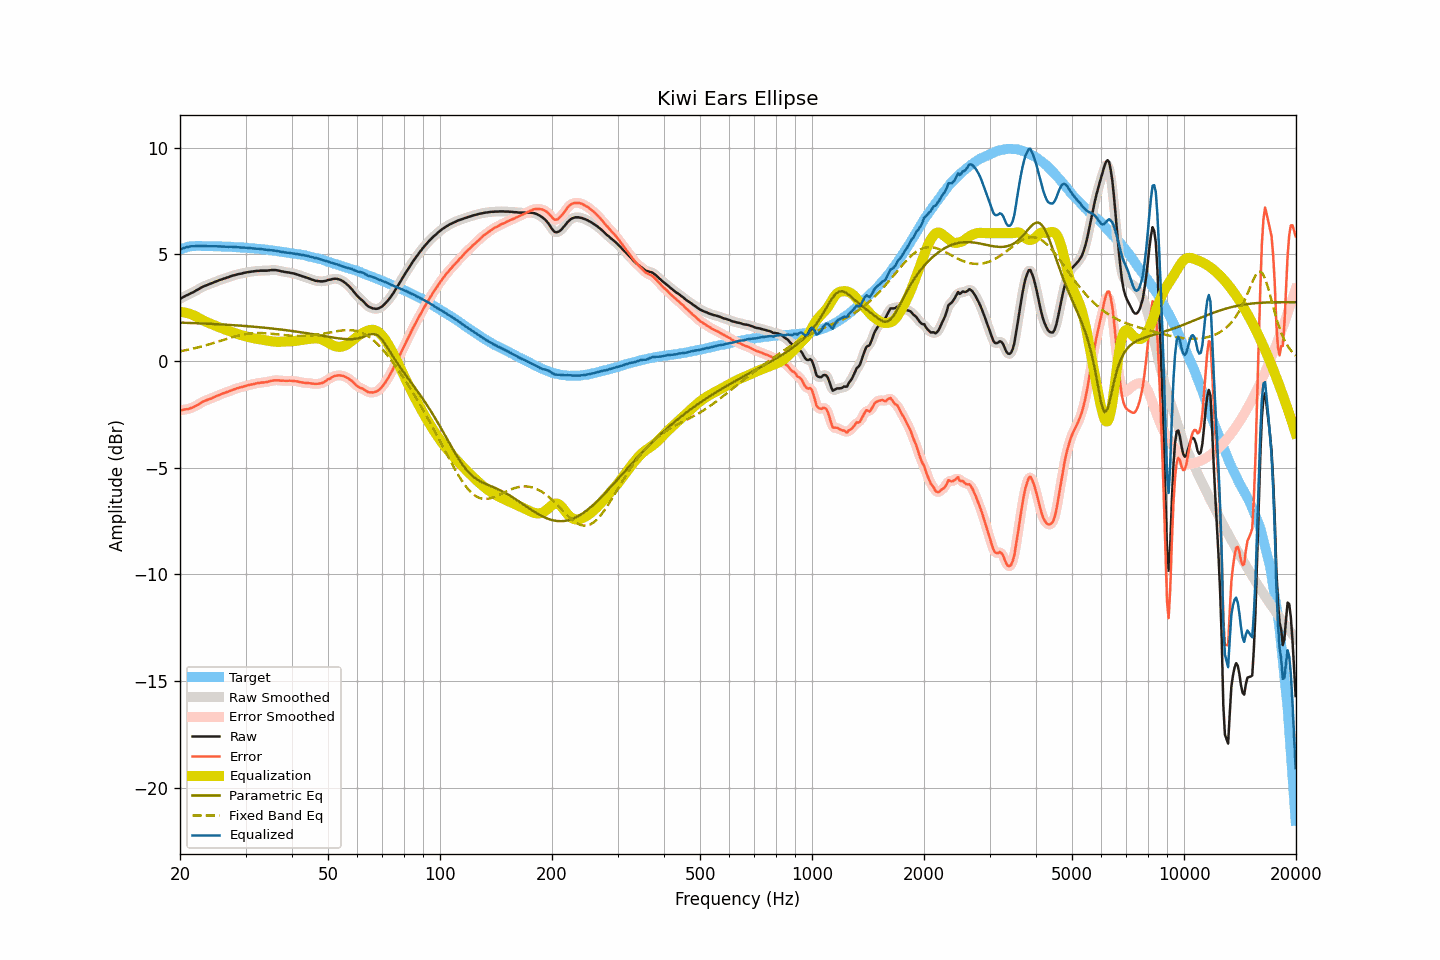 Kiwi Ears Ellipse
Amplitude (dBr)
10
5
0
−5
−10
−15
−20
Target
Raw Smoothed
Error Smoothed
Raw
Error
Equalization
Parametric Eq
Fixed Band Eq
Equalized
20 50 100 200 500 1000 2000 5000 10000 20000
Frequency (Hz)